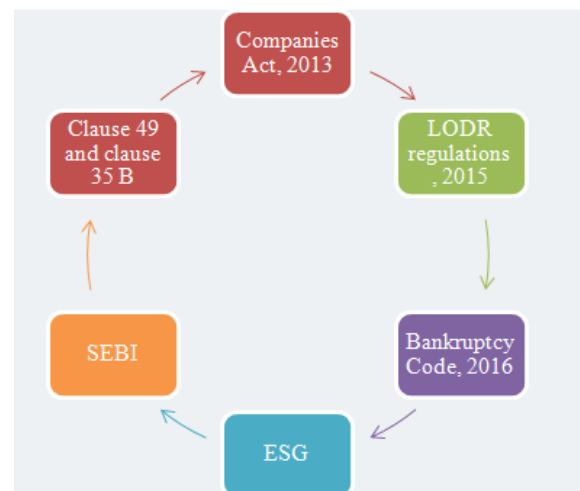 Companies
Act, 2013
LODR
regulations
, 2015
Bankruptcy
Code, 2016
ESG
SEBI
Clause 49
and clause
35 B